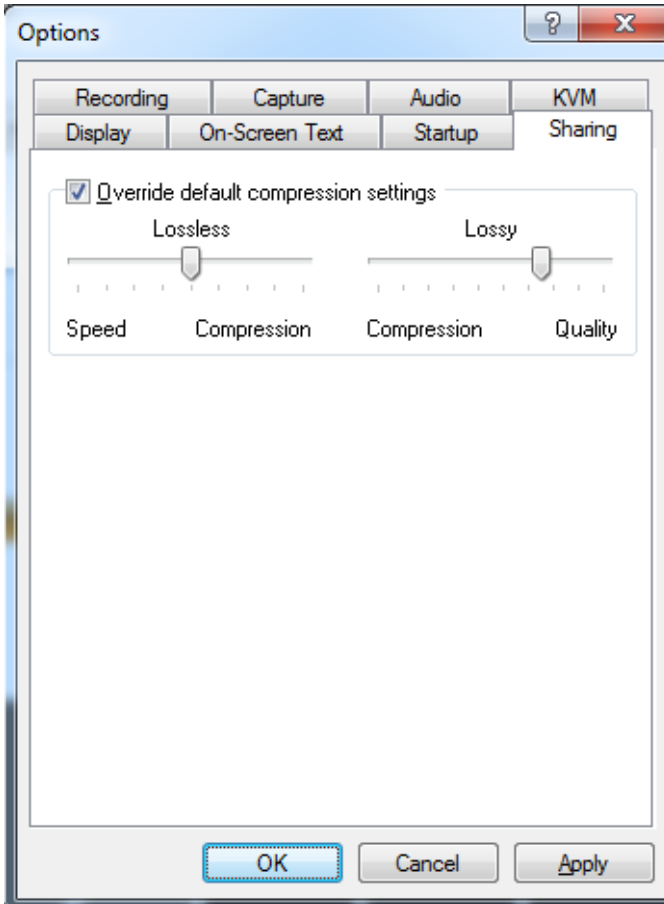 Options
Recording Capture Audio KVM
Display On-Screen Text Startup Sharing
Override default compression settings
Lossless Lossy
Speed Compression Compression Quality
OK Cancel Apply